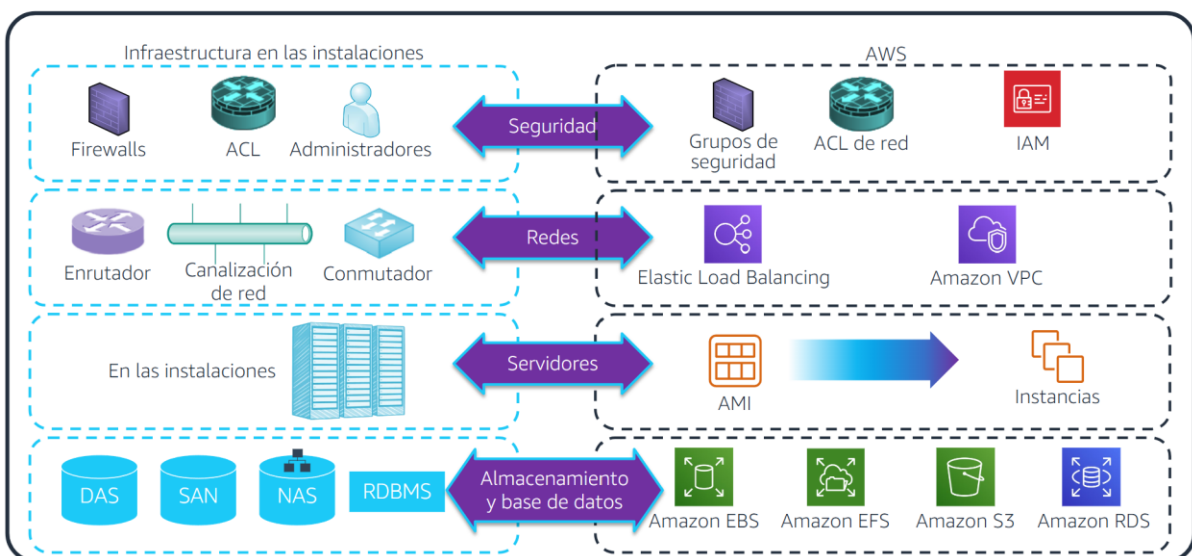 Infraestructura en las instalaciones
AWS
Firewalls
ACL
Administradores
Seguridad
Grupos de
seguridad
ACL de red
IAM
Enrutador
Canalización
de red
Conmutador
Redes
Elastic Load Balancing
Amazon VPC
En las instalaciones
Servidores
AMI
Instancias
DAS
SAN
NAS
RDBMS
Almacenamiento
y base de datos
Amazon EBS
Amazon EFS
Amazon S3
Amazon RDS